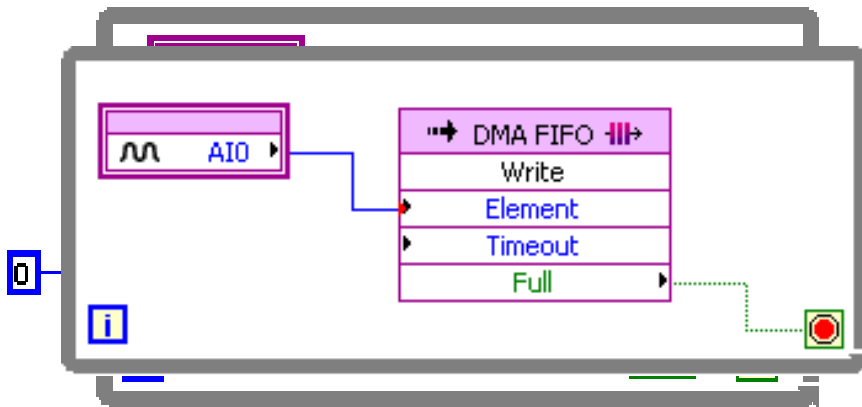 AI0
DMA FIFO
Write
Element
Timeout
Full
0
i